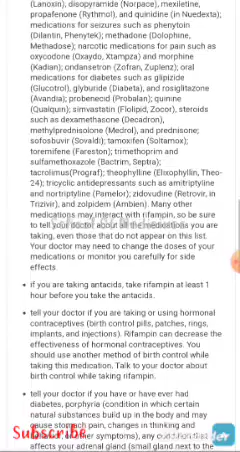 (Lanoxin), disopyramide (Norpace), mexiletine,
propafenone (Rythmol), and quinidine (in Nuedexta);
medications for seizures such as phenytoin
(Dilantin, Phenytek); methadone (Dolophine,
Methadose); narcotic medications for pain such as
oxycodone (Oxaydo, Xtampza) and morphine
(Kadian); ondansetron (Zofran, Zuplenz); oral
medications for diabetes such as glipizide
(Glucotrol), glyburide (Diabeta), and rosiglitazone
(Avandia); probenecid (Probalan); quinine
(Qualquin); simvastatin (Flolipid, Zocor), steroids
such as dexamethasone (Decadron),
methylprednisolone (Medrol), and prednisone;
sofosbuvir (Sovaldi); tamoxifen (Soltamox);
toremifene (Fareston); trimethoprim and
sulfamethoxazole (Bactrim, Septra);
tacrolimus(Prograf); theophylline (Elixophyllin, Theo-
24); tricyclic antidepressants such as amitriptyline
and nortriptyline (Pamelor); zidovudine (Retrovir, in
Trizivir), and zolpidem (Ambien). Many other
medications may interact with rifampin, so be sure
to tell your doctor about all the medications you are
taking, even those that do not appear on this list.
Your doctor may need to change the doses of your
medications or monitor you carefully for side
effects.
• if you are taking antacids, take rifampin at least 1
hour before you take the antacids.
• tell your doctor if you are taking or using hormonal
contraceptives (birth control pills, patches, rings,
implants, and injections). Rifampin can decrease the
effectiveness of hormonal contraceptives. You
should use another method of birth control while
taking this medication. Talk to your doctor about
birth control while taking rifampin.
• tell your doctor if you have or have ever had
diabetes, porphyria (condition in which certain
natural substances build up in the body and may
cause stomach pain, changes in thinking and
other symptoms), any condition that
affects your adrenal gland (small gland next to the
Subscribe